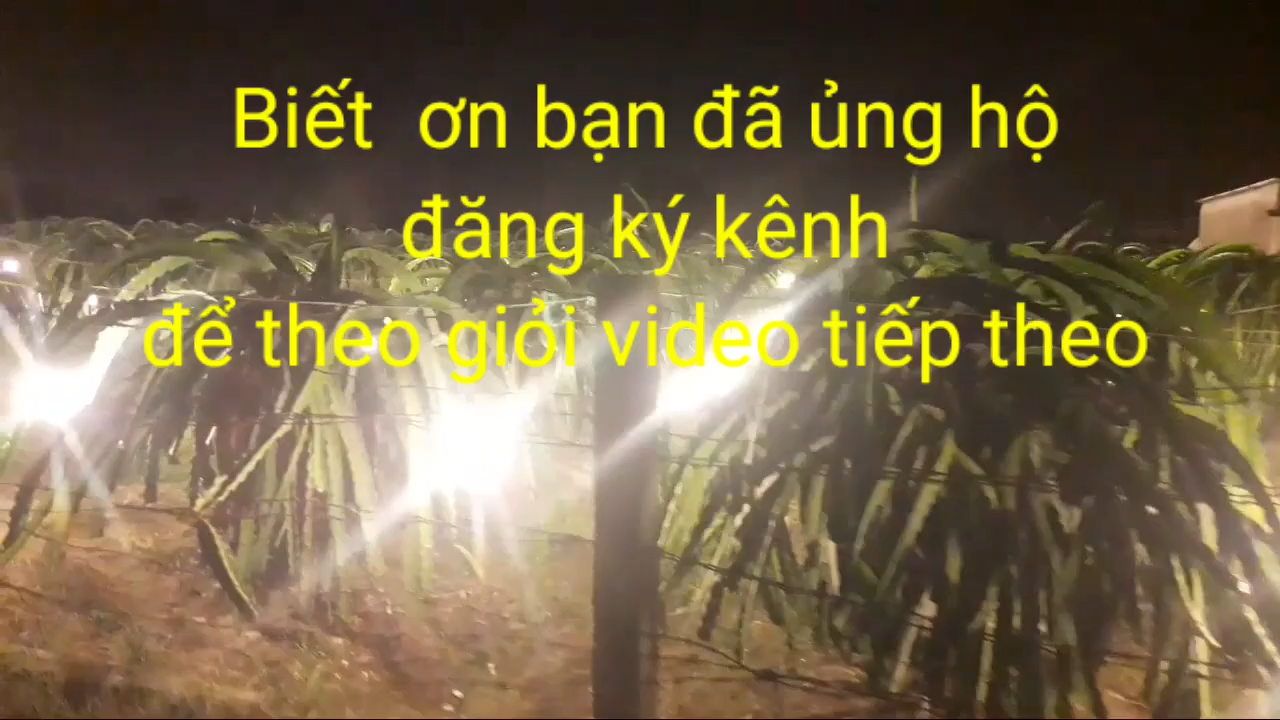 Biết ơn bạn đã ủng hộ
đăng ký kênh
để theo giỏi video tiếp theo